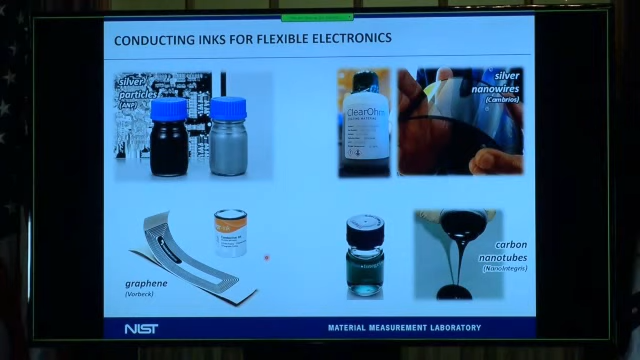 CONDUCTING INKS FOR FLEXIBLE ELECTRONICS
silver
particles
(ANP)
ClearOhm
silver
nanowires
(Cambrios)
graphene
(Vorbeck)
carbon
nanotubes
(NanoIntegris)
NIST
MATERIAL MEASUREMENT LABORATORY